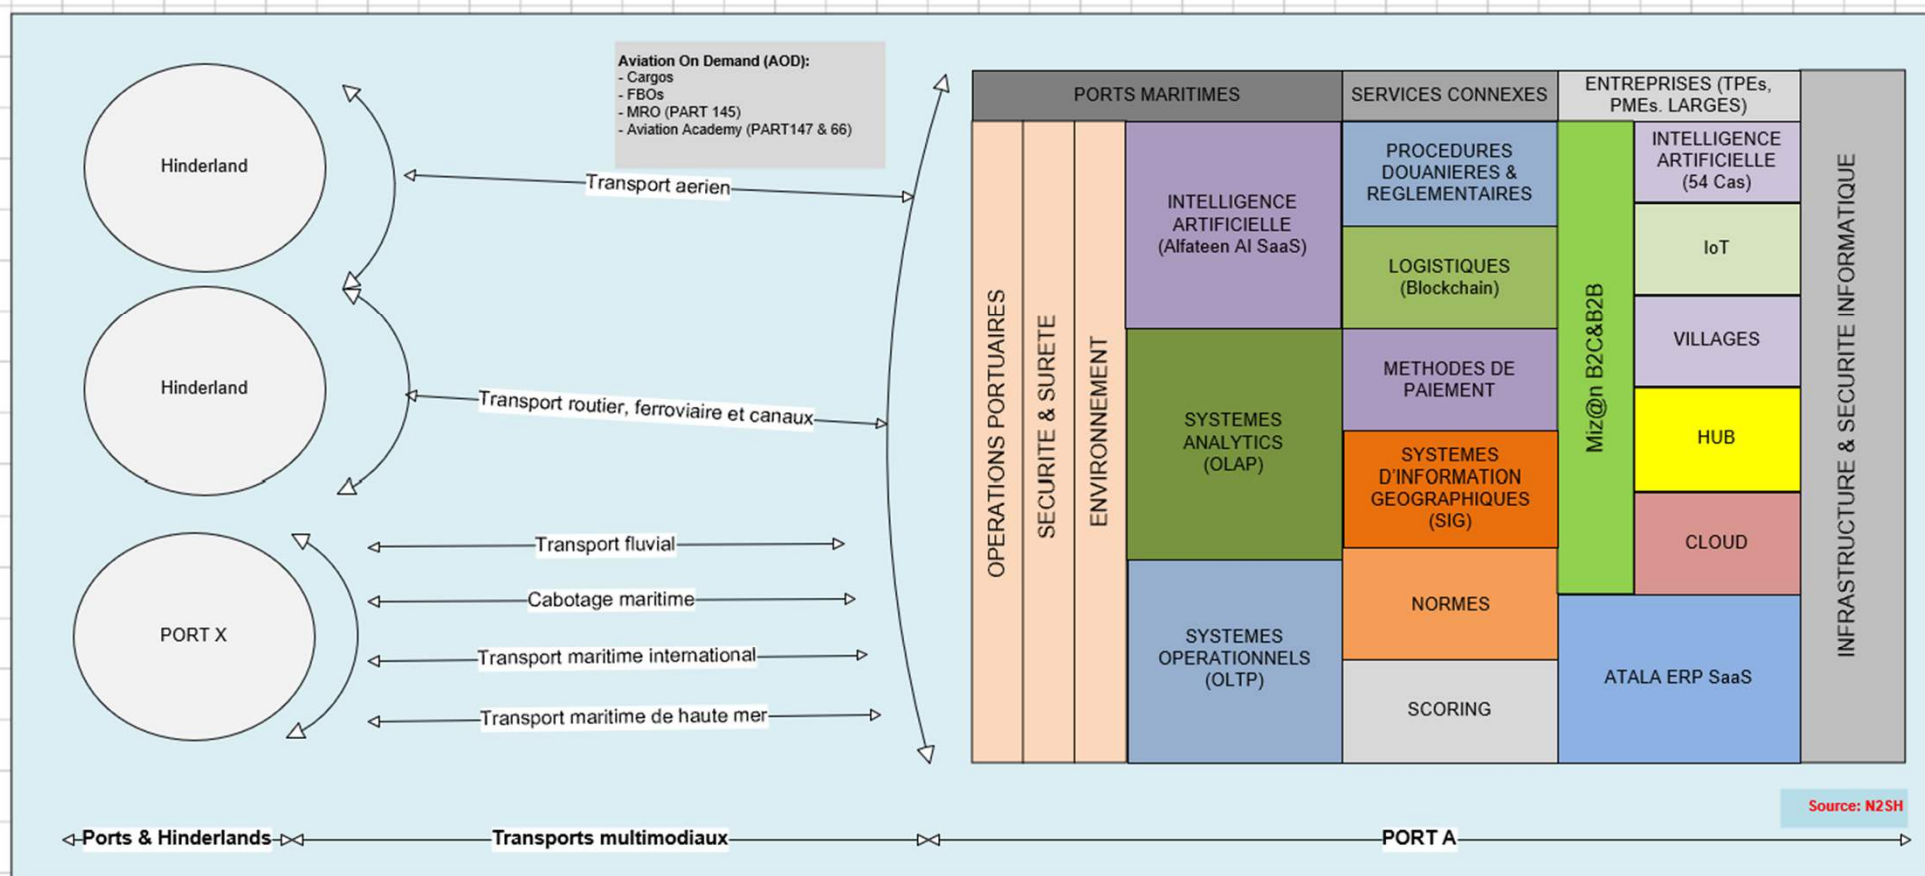 Aviation On Demand (AOD):
- Cargos
- FBOs
- MRO (PART 145)
- Aviation Academy (PART147 & 66)
Hinderland
Hinderland
PORT X
Transport aerien
Transport routier, ferroviaire et canaux
Transport fluvial
Cabotage maritime
Transport maritime international
Transport maritime de haute mer
PORTS MARITIMES
SERVICES CONNEXES
ENTREPRISES (TPEs,
PMEs. LARGES)
OPERATIONS PORTUAIRES
SECURITE & SURETE
ENVIRONNEMENT
INTELLIGENCE
ARTIFICIELLE
(Alfateen AI SaaS)
SYSTEMES
ANALYTICS
(OLAP)
SYSTEMES
OPERATIONNELS
(OLTP)
PROCEDURES
DOUANIERES &
REGLEMENTAIRES
LOGISTIQUES
(Blockchain)
METHODES DE
PAIEMENT
SYSTEMES
D'INFORMATION
GEOGRAPHIQUES
(SIG)
NORMES
SCORING
Miz@n B2C&B2B
INTELLIGENCE
ARTIFICIELLE
(54 Cas)
IoT
VILLAGES
HUB
CLOUD
ATALA ERP SaaS
INFRASTRUCTURE & SECURITE INFORMATIQUE
Source: N2SH
Ports & Hinderlands
Transports multimodiaux
PORT A